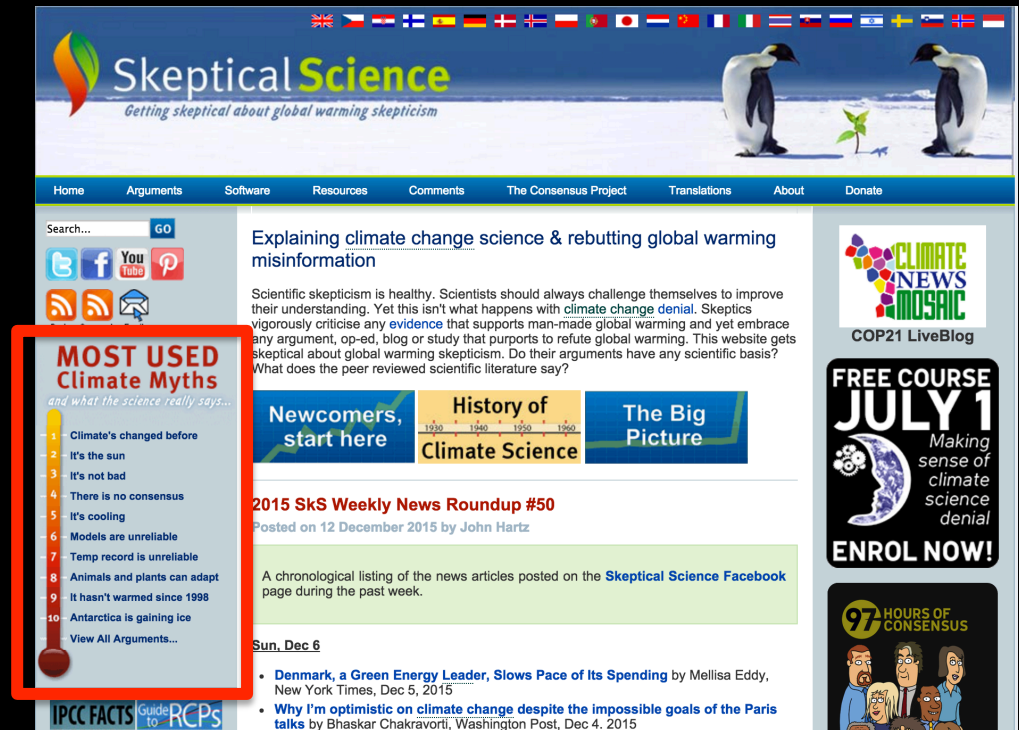 Skeptical Science
Getting skeptical about global warming skepticism
Home Arguments Software Resources Comments The Consensus Project Translations About Donate
Search... GO
You
Tube
MOST USED
Climate Myths
and what the science really says...
1 Climate's changed before
2 It's the sun
3 It's not bad
4 There is no consensus
5 It's cooling
6 Models are unreliable
7 Temp record is unreliable
8 Animals and plants can adapt
9 It hasn't warmed since 1998
10 Antarctica is gaining ice
View All Arguments...
IPCC FACTS
Guide
to RCPs
Explaining climate change science & rebutting global warming
misinformation
Scientific skepticism is healthy. Scientists should always challenge themselves to improve
their understanding. Yet this isn't what happens with climate change denial. Skeptics
vigorously criticise any evidence that supports man-made global warming and yet embrace
any argument, op-ed, blog or study that purports to refute global warming. This website gets
skeptical about global warming skepticism. Do their arguments have any scientific basis?
What does the peer reviewed scientific literature say?
Newcomers,
start here
History of
1930 1940 1950 1960
Climate Science
The Big
Picture
2015 SkS Weekly News Roundup #50
Posted on 12 December 2015 by John Hartz
A chronological listing of the news articles posted on the Skeptical Science Facebook
page during the past week.
Sun, Dec 6
Denmark, a Green Energy Leader, Slows Pace of Its Spending by Mellisa Eddy,
New York Times, Dec 5, 2015
Why I'm optimistic on climate change despite the impossible goals of the Paris
talks by Bhaskar Chakravorti, Washington Post, Dec 4. 2015
CLIMATE
NEWS
MOSAIC
COP21 LiveBlog
FREE COURSE
JULY 1
Making
sense of
climate
science
denial
ENROL NOW!
97 HOURS OF
CONSENSUS